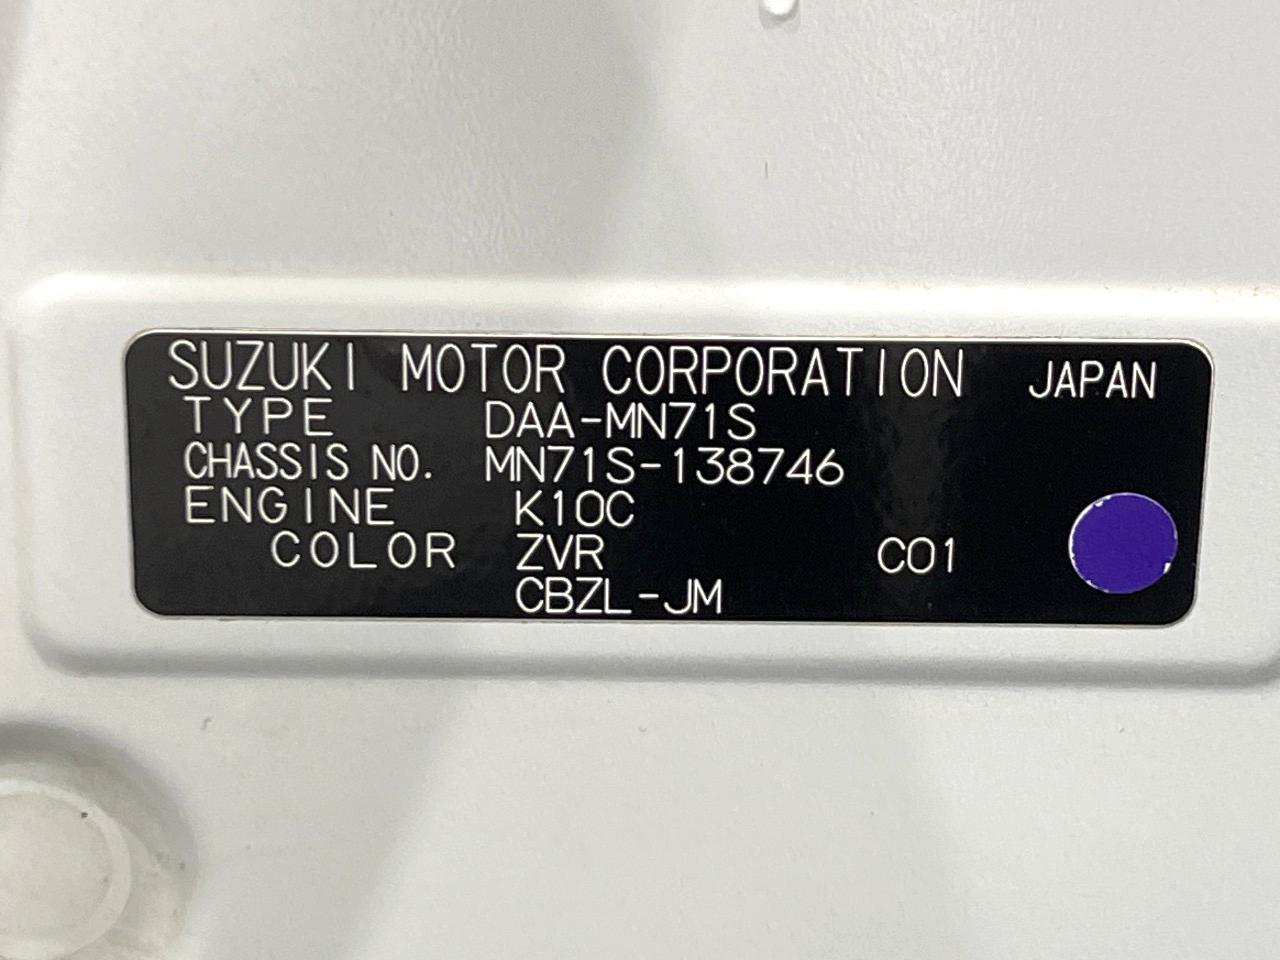 SUZUKI MOTOR CORPORATION JAPAN
TYPE DAA-MN71S
CHASSIS NO. MN71S-138746
ENGINE K10C
COLOR ZVR C01
CBZL-JM